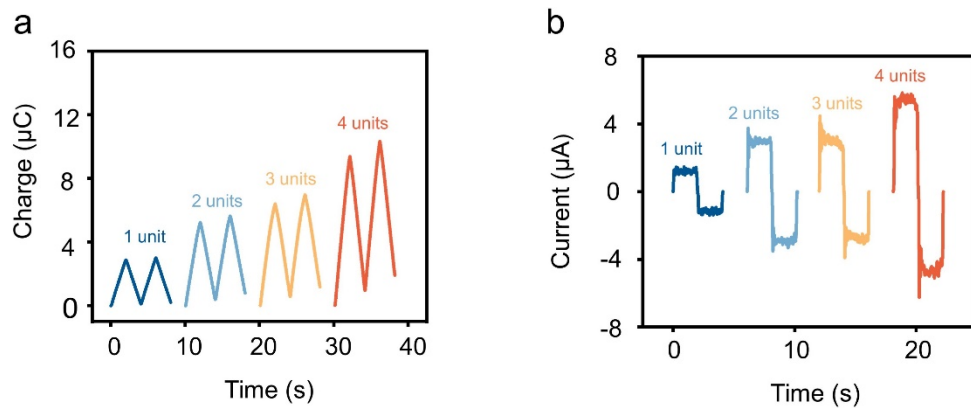 a
16
12
8
4
0
Charge (µC)
1 unit
2 units
3 units
4 units
0
10
20
30
40
Time (s)
b
8
4
0
-4
-8
Current (µA)
1 unit
2 units
3 units
4 units
0
10
20
Time (s)